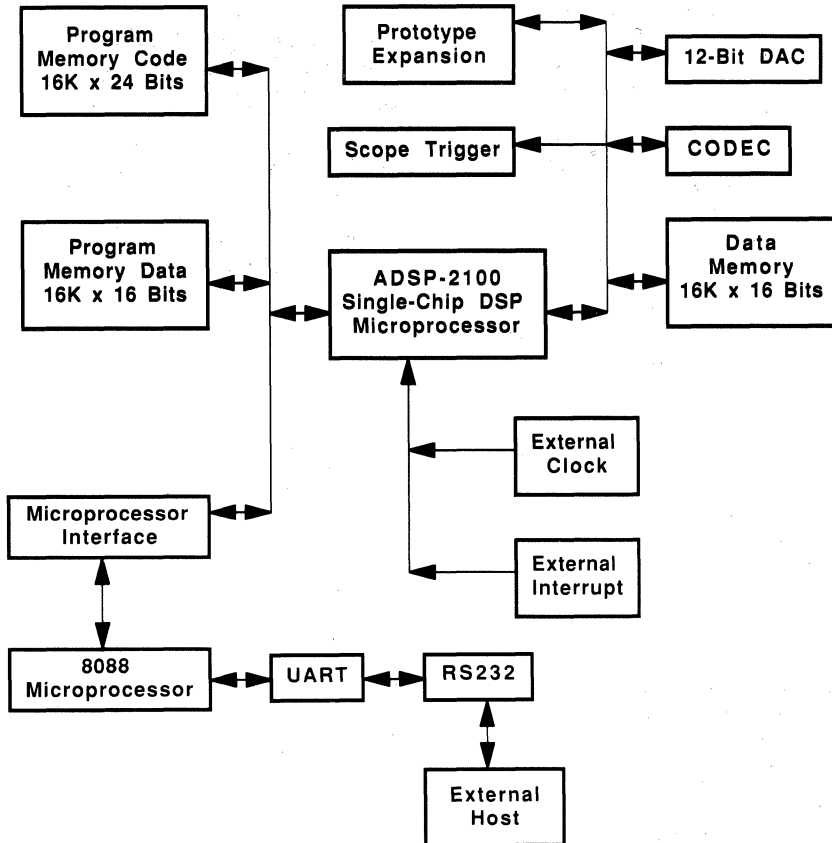 Program
Memory Code
16K x 24 Bits
Prototype
Expansion
12-Bit DAC
Scope Trigger
CODEC
Program
Memory Data
16K x 16 Bits
ADSP-2100
Single-Chip DSP
Microprocessor
Data
Memory
16K x 16 Bits
External
Clock
Microprocessor
Interface
External
Interrupt
8088
Microprocessor
UART
RS232
External
Host